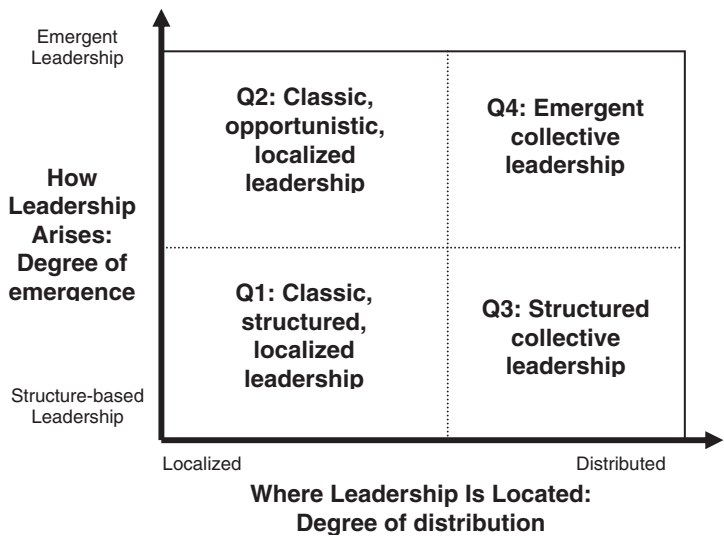 Emergent
Leadership
Q2: Classic,
opportunistic,
localized
leadership
Q4: Emergent
collective
leadership
How
Leadership
Arises:
Degree of
emergence
Q1: Classic,
structured,
localized
leadership
Q3: Structured
collective
leadership
Structure-based
Leadership
Localized
Distributed
Where Leadership Is Located:
Degree of distribution